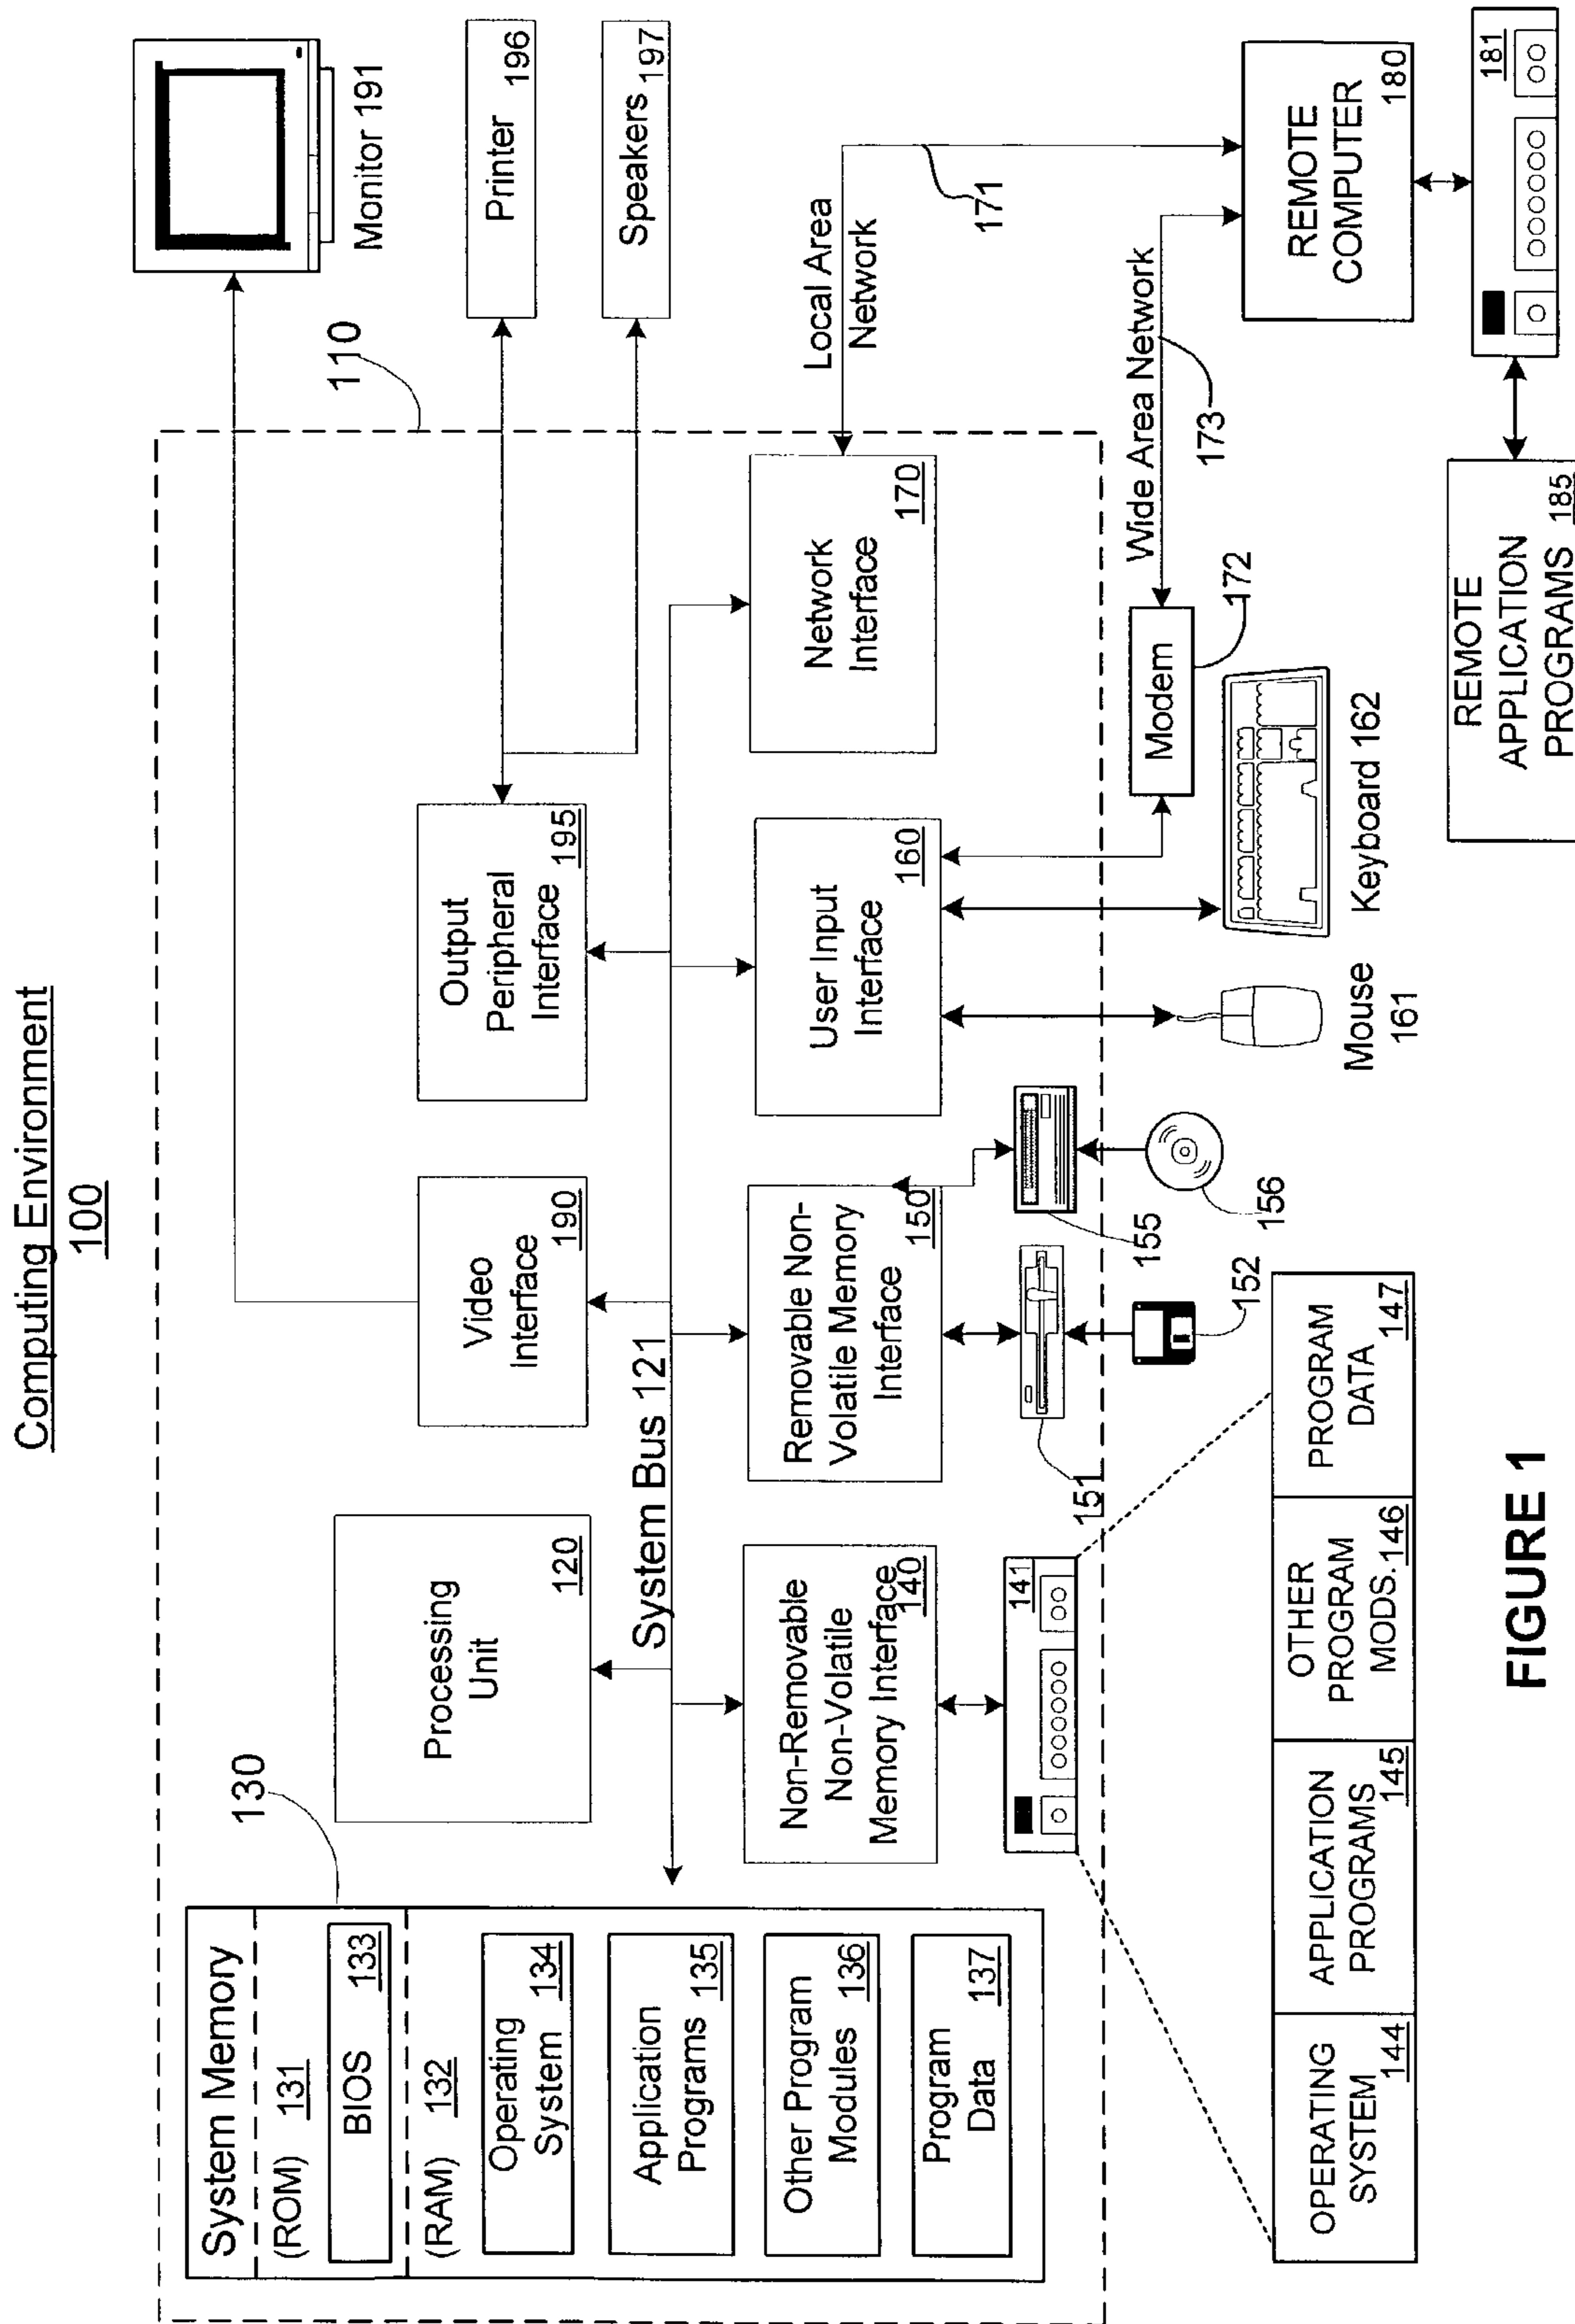 Computing Environment
100
System Memory
(ROM) 131
BIOS 133
(RAM) 132
Operating
System 134
Application
Programs 135
Other Program
Modules 136
Program
Data 137
130
Processing
Unit
120
System Bus 121
Video
Interface
190
Output
Peripheral
Interface 195
110
Monitor 191
Printer
196
Speakers
197
Non-Removable
Non-Volatile
Memory Interface
140
Removable Non-
Volatile Memory
Interface
150
User Input
Interface
160
Network
Interface
170
Local Area
Network
171
Wide Area Network
173
Modem
172
141
151
152
155
156
Mouse
161
Keyboard 162
REMOTE
COMPUTER
180
181
REMOTE
APPLICATION
PROGRAMS 185
OPERATING
SYSTEM 144
APPLICATION
PROGRAMS 145
OTHER
PROGRAM
MODS. 146
PROGRAM
DATA 147
FIGURE 1